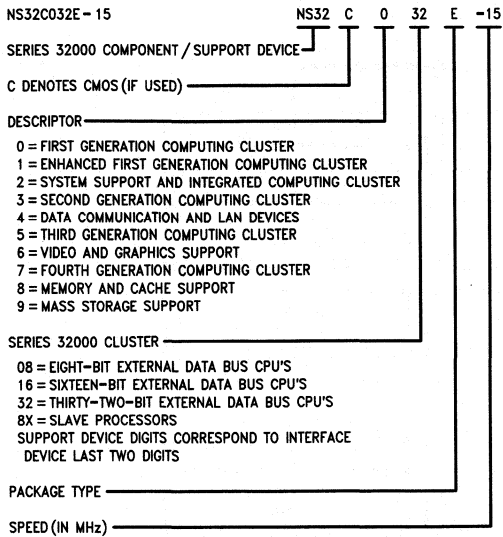 NS32C032E-15 NS32 C 0 32 E -15
SERIES 32000 COMPONENT/SUPPORT DEVICE
C DENOTES CMOS (IF USED)
DESCRIPTOR
0 = FIRST GENERATION COMPUTING CLUSTER
1 = ENHANCED FIRST GENERATION COMPUTING CLUSTER
2 = SYSTEM SUPPORT AND INTEGRATED COMPUTING CLUSTER
3 = SECOND GENERATION COMPUTING CLUSTER
4 = DATA COMMUNICATION AND LAN DEVICES
5 = THIRD GENERATION COMPUTING CLUSTER
6 = VIDEO AND GRAPHICS SUPPORT
7 = FOURTH GENERATION COMPUTING CLUSTER
8 = MEMORY AND CACHE SUPPORT
9 = MASS STORAGE SUPPORT
SERIES 32000 CLUSTER
08 = EIGHT-BIT EXTERNAL DATA BUS CPU'S
16 = SIXTEEN-BIT EXTERNAL DATA BUS CPU'S
32 = THIRTY-TWO-BIT EXTERNAL DATA BUS CPU'S
8X = SLAVE PROCESSORS
SUPPORT DEVICE DIGITS CORRESPOND TO INTERFACE
DEVICE LAST TWO DIGITS
PACKAGE TYPE
SPEED (IN MHz)